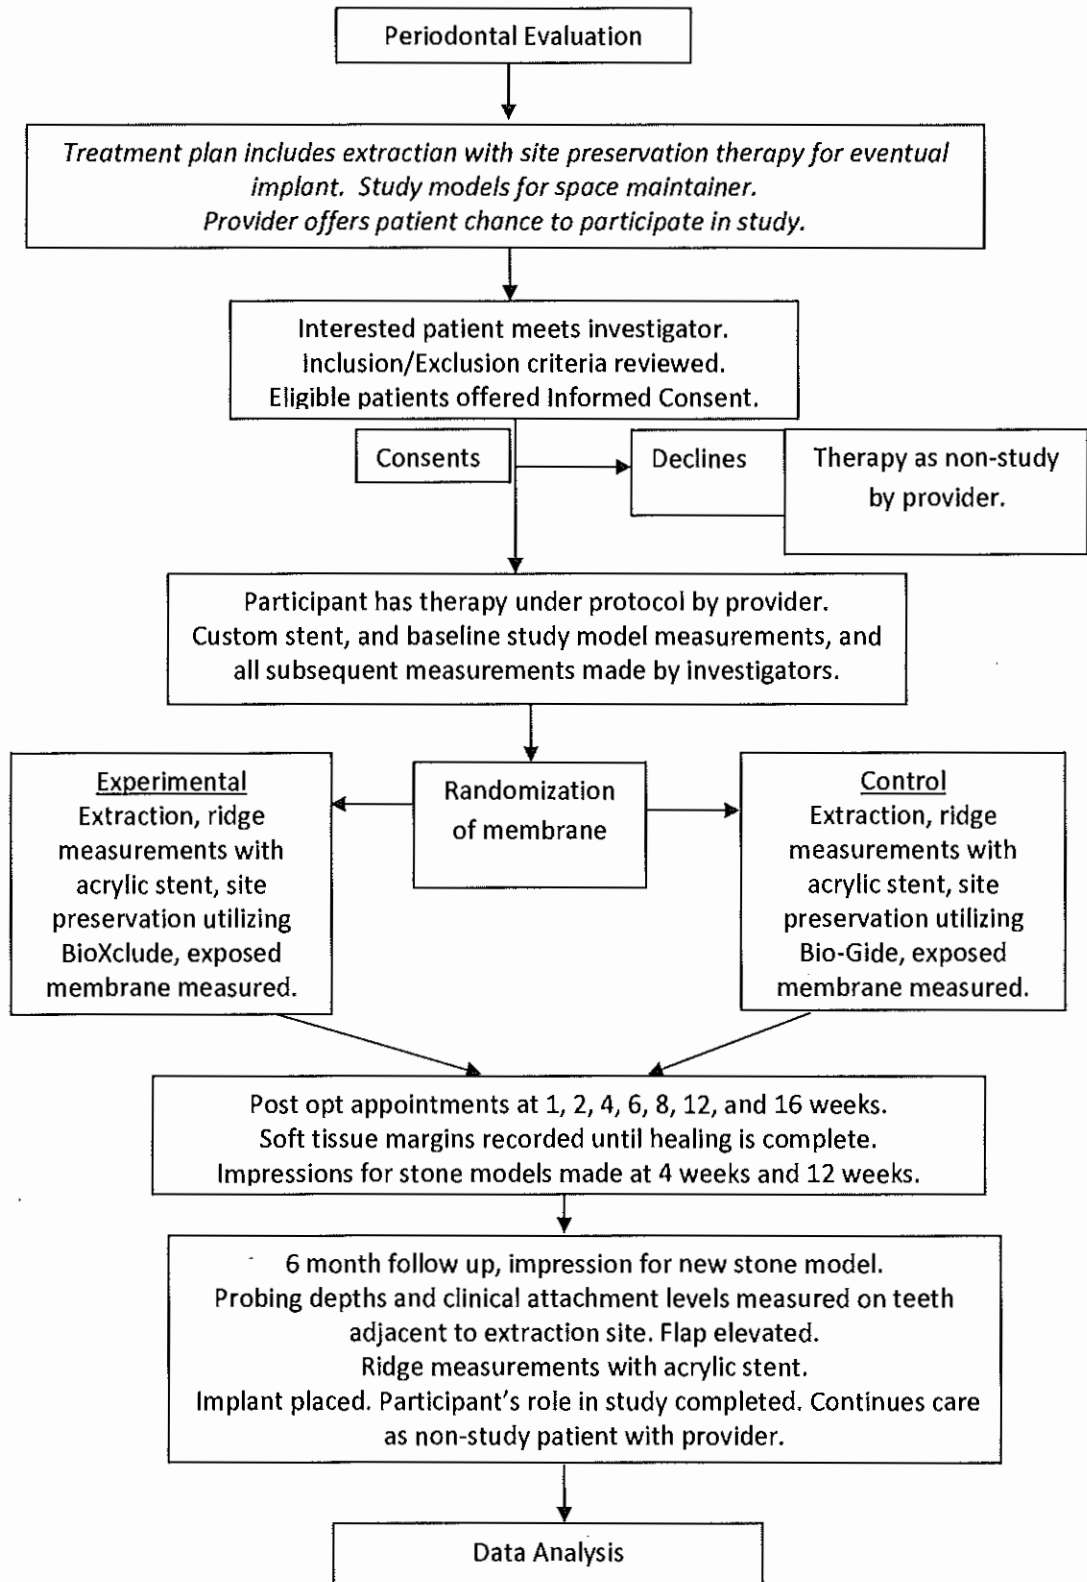 Periodontal Evaluation
Treatment plan includes extraction with site preservation therapy for eventual
implant. Study models for space maintainer.
Provider offers patient chance to participate in study.
Interested patient meets investigator.
Inclusion/Exclusion criteria reviewed.
Eligible patients offered Informed Consent.
Consents
Declines
Therapy as non-study
by provider.
Participant has therapy under protocol by provider.
Custom stent, and baseline study model measurements, and
all subsequent measurements made by investigators.
Experimental
Extraction, ridge
measurements with
acrylic stent, site
preservation utilizing
BioXclude, exposed
membrane measured.
Randomization
of membrane
Control
Extraction, ridge
measurements with
acrylic stent, site
preservation utilizing
Bio-Gide, exposed
membrane measured.
Post opt appointments at 1, 2, 4, 6, 8, 12, and 16 weeks.
Soft tissue margins recorded until healing is complete.
Impressions for stone models made at 4 weeks and 12 weeks.
6 month follow up, impression for new stone model.
Probing depths and clinical attachment levels measured on teeth
adjacent to extraction site. Flap elevated.
Ridge measurements with acrylic stent.
Implant placed. Participant's role in study completed. Continues care
as non-study patient with provider.
Data Analysis